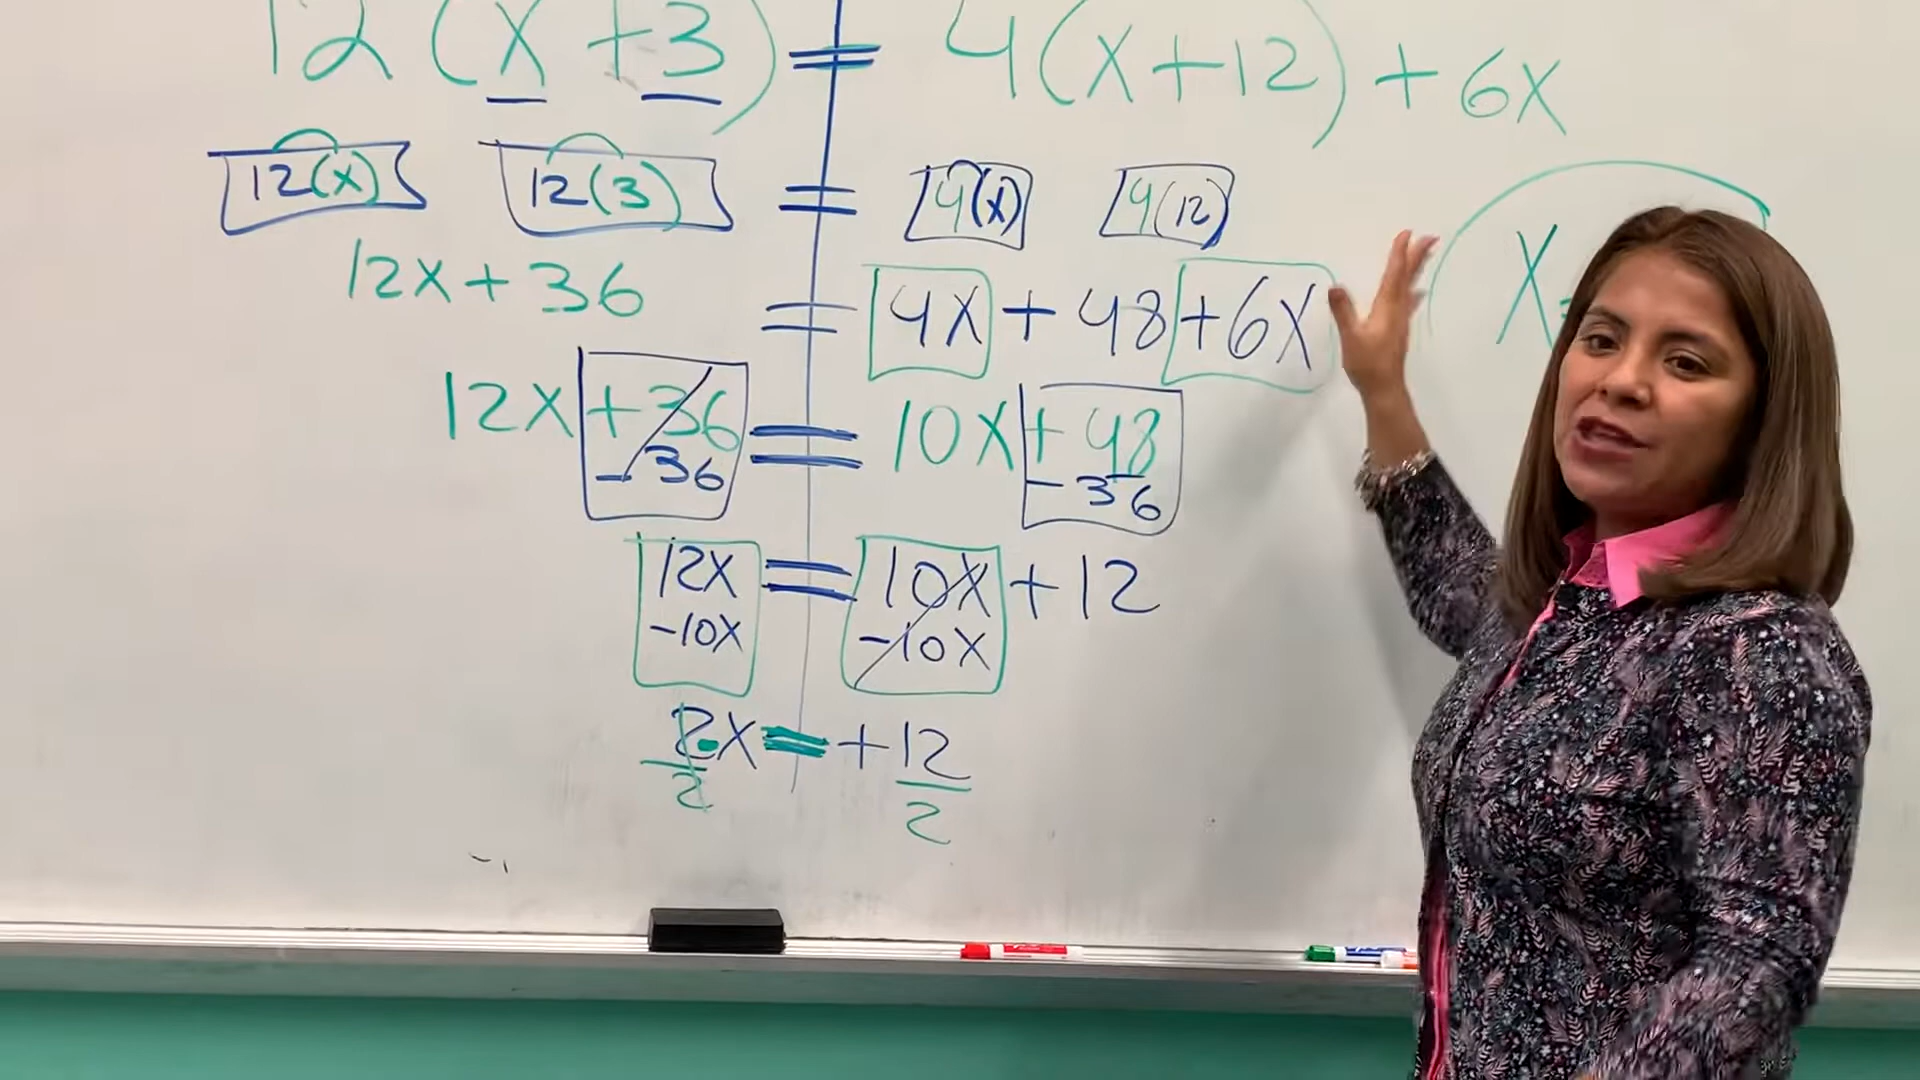 12(x+3) = 4(x+12)+6x
12(x) 12(3) = 4(x) 4(12)
12x+36 = 4x+48+6x
12x+36 = 10x+48
-36 -36
12x = 10x+12
-10x -10x
2·x = +12
2 2
x=